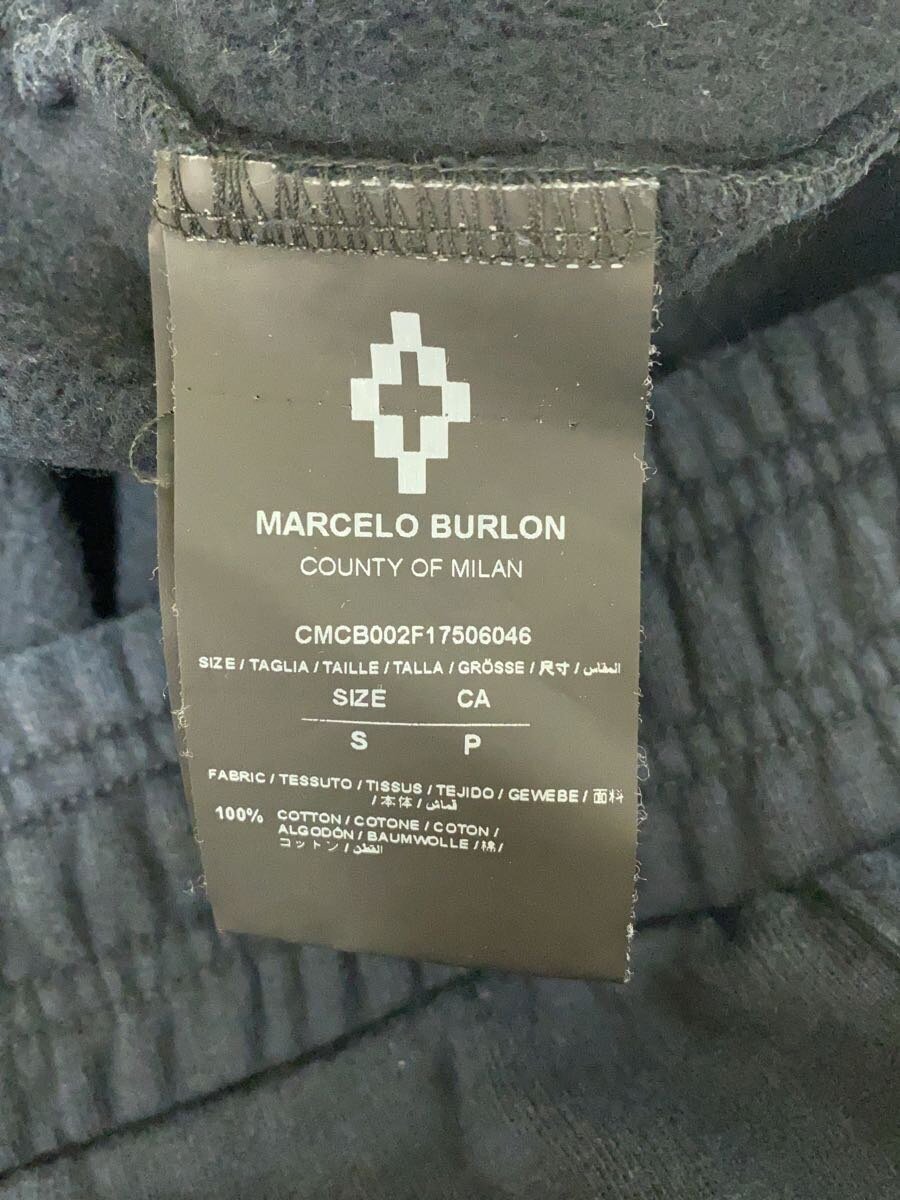 MARCELO BURLON
COUNTY OF MILAN
CMCB002F17506046
SIZE / TAGLIA / TAILLE / TALLA / GRÖSSE / 尺寸 / المقاس
SIZE CA
S P
FABRIC / TESSUTO / TISSUS / TEJIDO / GEWEBE / 面料
/ 本体 / قماش
100% COTTON / COTONE / COTON /
ALGODÓN / BAUMWOLLE / 棉 /
コットン / القطن